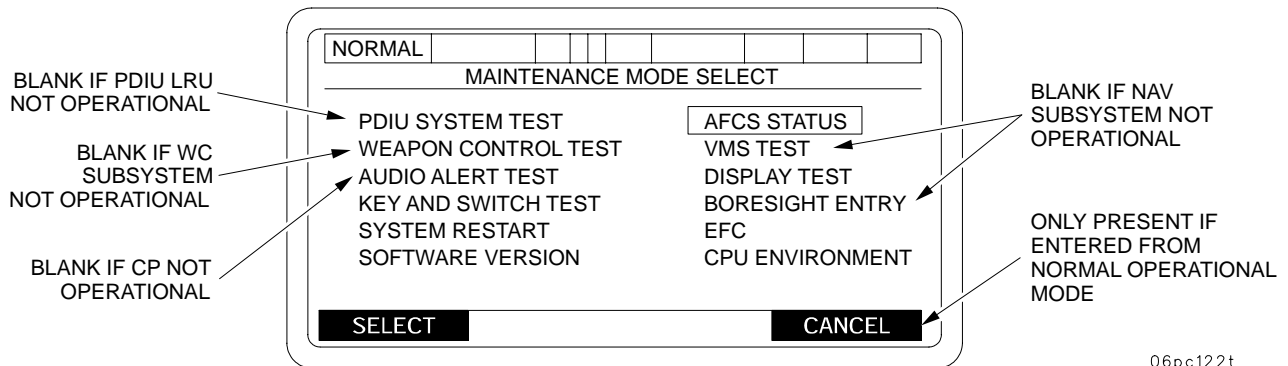 NORMAL
MAINTENANCE MODE SELECT
BLANK IF PDIU LRU
NOT OPERATIONAL
BLANK IF WC
SUBSYSTEM
NOT OPERATIONAL
BLANK IF CP NOT
OPERATIONAL
PDIU SYSTEM TEST
WEAPON CONTROL TEST
AUDIO ALERT TEST
KEY AND SWITCH TEST
SYSTEM RESTART
SOFTWARE VERSION
AFCS STATUS
VMS TEST
DISPLAY TEST
BORESIGHT ENTRY
EFC
CPU ENVIRONMENT
BLANK IF NAV
SUBSYSTEM NOT
OPERATIONAL
ONLY PRESENT IF
ENTERED FROM
NORMAL OPERATIONAL
MODE
SELECT
CANCEL
06pc122t